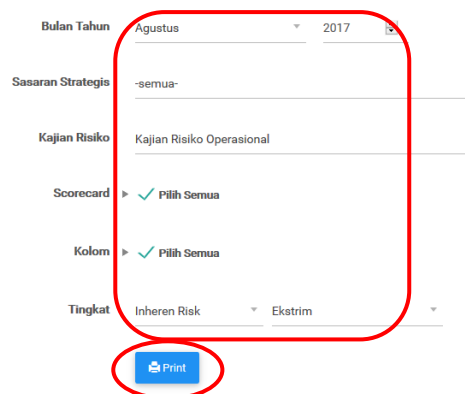 Bulan Tahun Agustus 2017
Sasaran Strategis -semua-
Kajian Risiko Kajian Risiko Operasional
Scorecard Pilih Semua
Kolom Pilih Semua
Tingkat Inheren Risk Ekstrim
Print